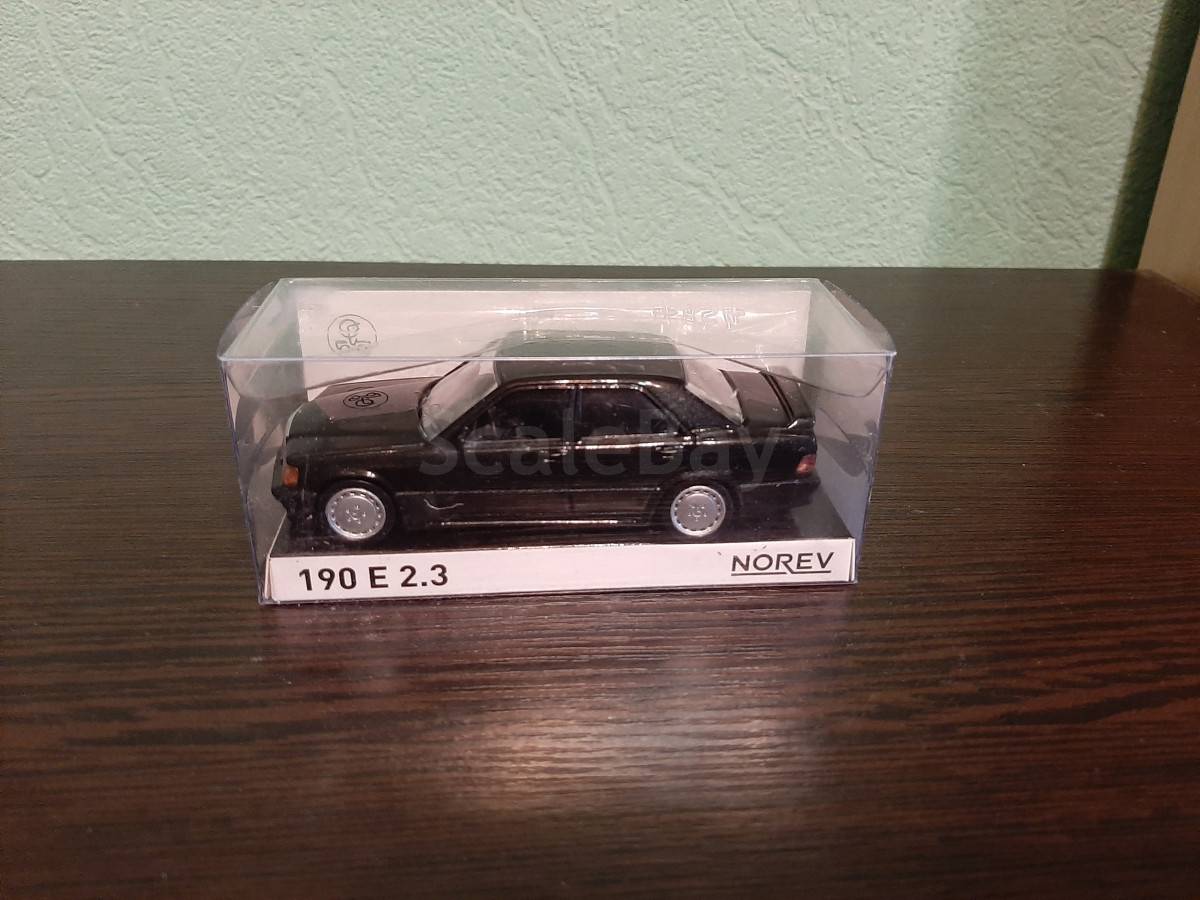 ScaleBay
190 E 2.3
NOREV